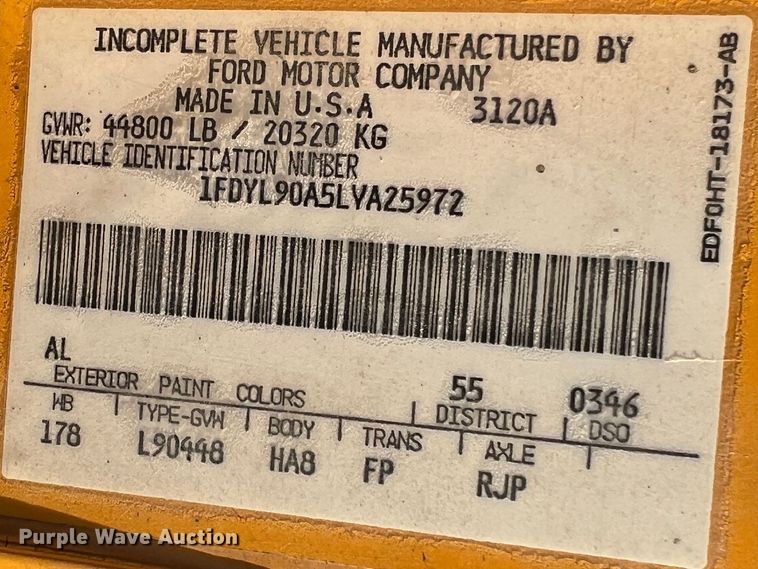 INCOMPLETE VEHICLE MANUFACTURED BY
FORD MOTOR COMPANY
MADE IN U.S.A 3120A
GVWR: 44800 LB / 20320 KG
VEHICLE IDENTIFICATION NUMBER
1FDYL90A5LVA25972
EDF0HT-18173-AB
AL 55 0346
EXTERIOR PAINT COLORS DISTRICT DSO
WB TYPE-GVW BODY TRANS AXLE
178 L90448 HA8 FP RJP
Purple Wave Auction